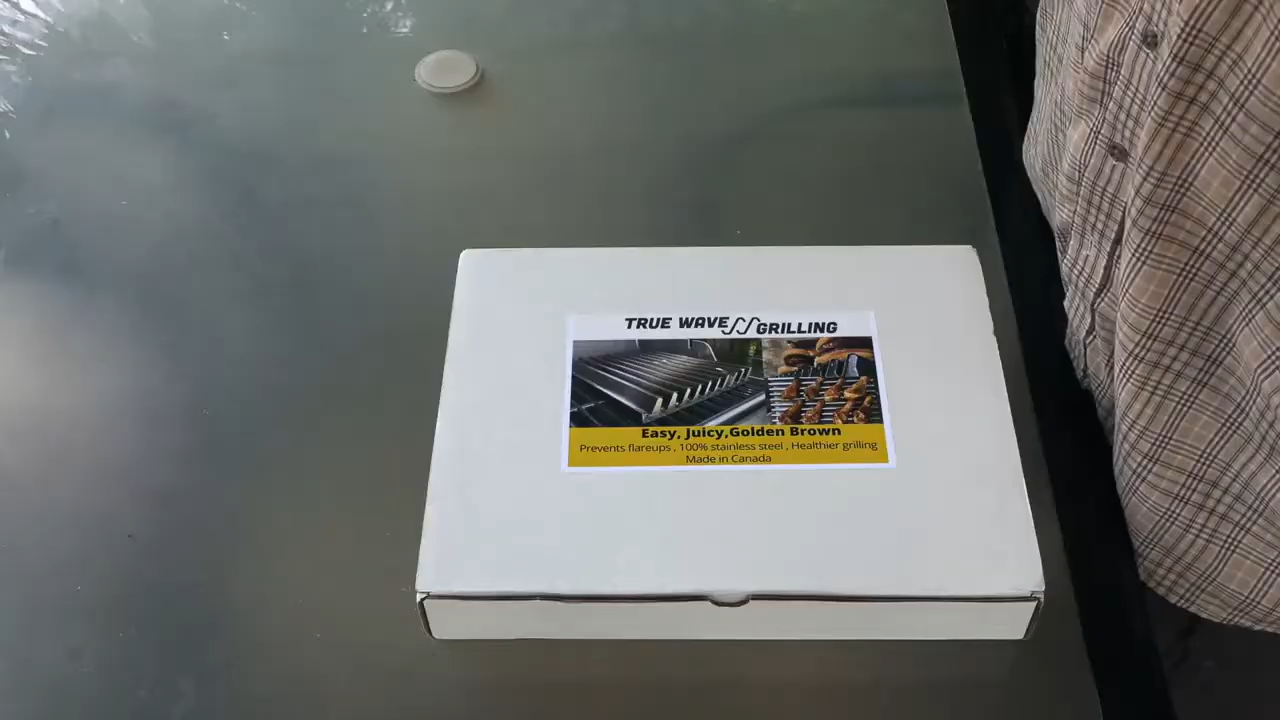 TRUE WAVE GRILLING
Easy, Juicy,Golden Brown
Prevents flareups , 100% stainless steel , Healthier grilling
Made in Canada